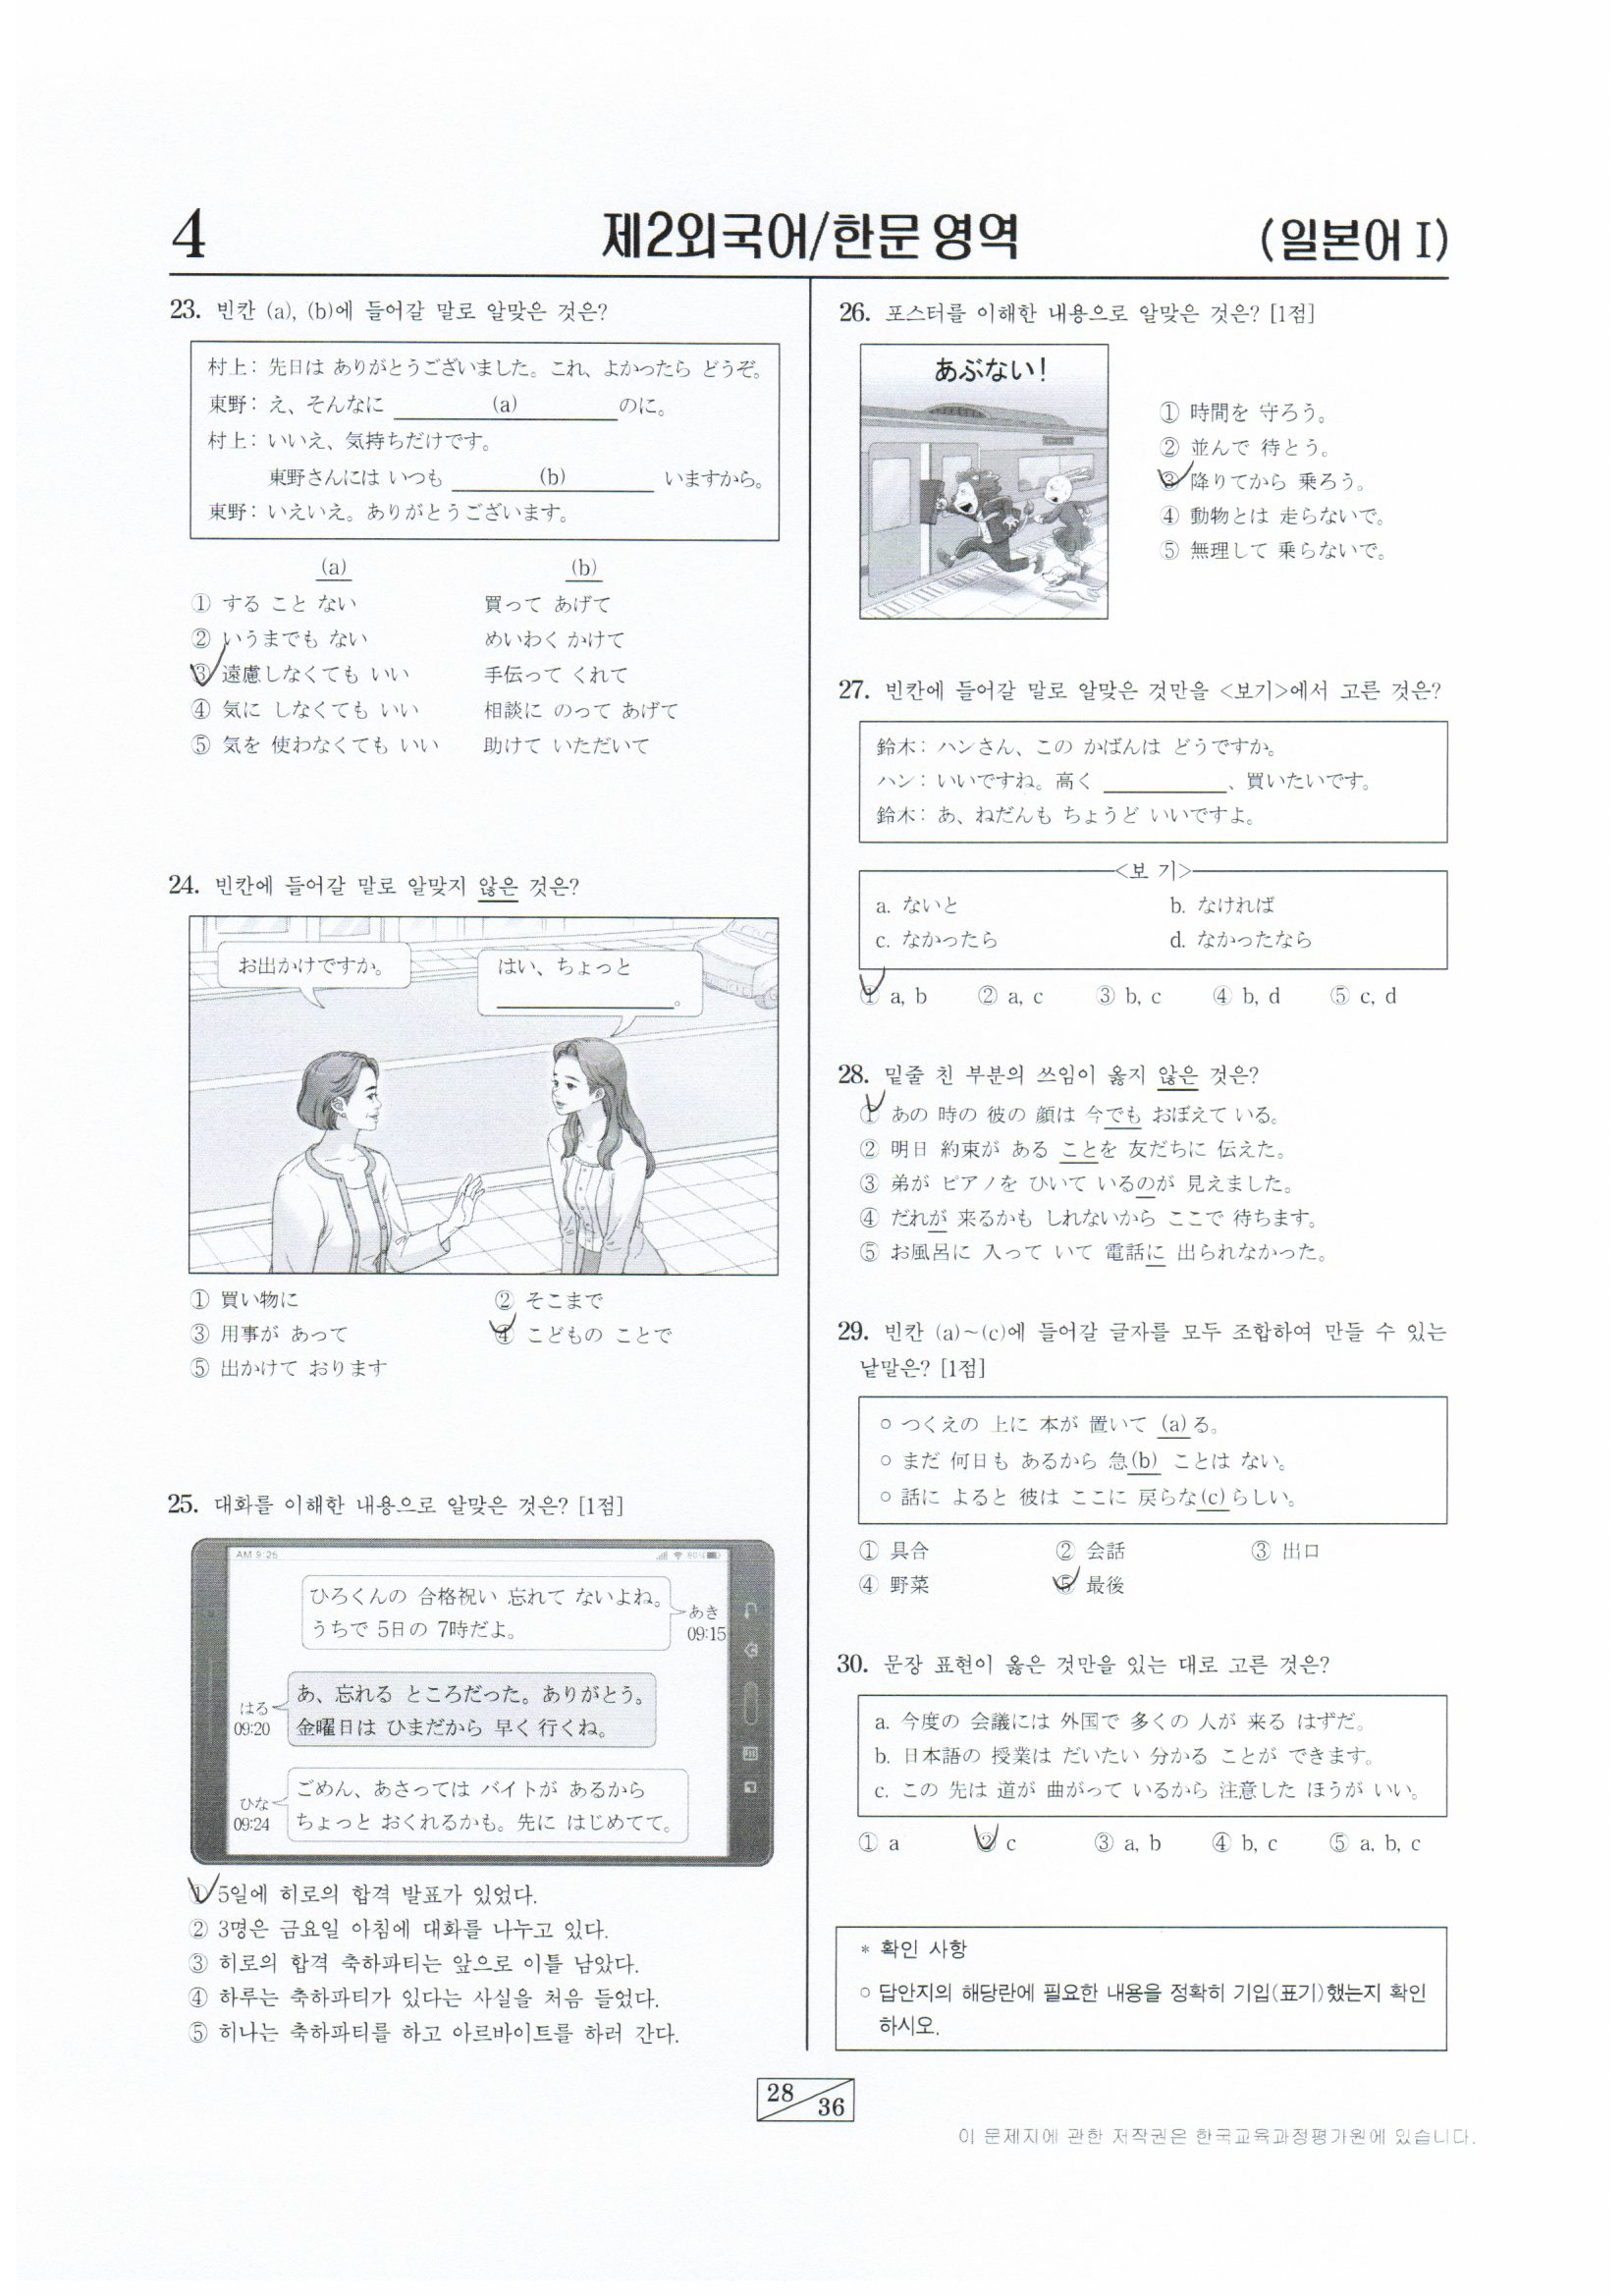 4
제2외국어/한문 영역
(일본어 I)
23. 빈칸 (a), (b)에 들어갈 말로 알맞은 것은?
村上: 先日は ありがとうございました。これ、よかったら どうぞ。
東野: え、そんなに (a) のに。
村上: いいえ、気持ちだけです。
東野さんには いつも (b) いますから。
東野: いえいえ。ありがとうございます。
(a) (b)
① する こと ない 買って あげて
② いうまでも ない めいわく かけて
③ 遠慮しなくても いい 手伝って くれて
④ 気に しなくても いい 相談に のって あげて
⑤ 気を 使わなくても いい 助けて いただいて
24. 빈칸에 들어갈 말로 알맞지 않은 것은?
お出かけですか。
はい、ちょっと
。
① 買い物に ② そこまで
③ 用事が あって ④ こどもの ことで
⑤ 出かけて おります
25. 대화를 이해한 내용으로 알맞은 것은? [1점]
AM 9:26 80%
ひろくんの 合格祝い 忘れて ないよね。
うちで 5日の 7時だよ。
あき
09:15
あ、忘れる ところだった。ありがとう。
金曜日は ひまだから 早く 行くね。
はる
09:20
ごめん、あさっては バイトが あるから
ちょっと おくれるかも。先に はじめてて。
ひな
09:24
① 5일에 히로의 합격 발표가 있었다.
② 3명은 금요일 아침에 대화를 나누고 있다.
③ 히로의 합격 축하파티는 앞으로 이틀 남았다.
④ 하루는 축하파티가 있다는 사실을 처음 들었다.
⑤ 히나는 축하파티를 하고 아르바이트를 하러 간다.
26. 포스터를 이해한 내용으로 알맞은 것은? [1점]
あぶない!
① 時間を 守ろう。
② 並んで 待とう。
③ 降りてから 乗ろう。
④ 動物とは 走らないで。
⑤ 無理して 乗らないで。
27. 빈칸에 들어갈 말로 알맞은 것만을 <보기>에서 고른 것은?
鈴木: ハンさん、この かばんは どうですか。
ハン: いいですね。高く 、買いたいです。
鈴木: あ、ねだんも ちょうど いいですよ。
<보 기>
a. ないと b. なければ
c. なかったら d. なかったなら
① a, b ② a, c ③ b, c ④ b, d ⑤ c, d
28. 밑줄 친 부분의 쓰임이 옳지 않은 것은?
① あの 時の 彼の 顔は 今でも おぼえて いる。
② 明日 約束が ある ことを 友だちに 伝えた。
③ 弟が ピアノを ひいて いるのが 見えました。
④ だれが 来るかも しれないから ここで 待ちます。
⑤ お風呂に 入って いて 電話に 出られなかった。
29. 빈칸 (a)~(c)에 들어갈 글자를 모두 조합하여 만들 수 있는
낱말은? [1점]
○ つくえの 上に 本が 置いて (a)る。
○ まだ 何日も あるから 急(b) ことは ない。
○ 話に よると 彼は ここに 戻らな(c)らしい。
① 具合 ② 会話 ③ 出口
④ 野菜 ⑤ 最後
30. 문장 표현이 옳은 것만을 있는 대로 고른 것은?
a. 今度の 会議には 外国で 多くの 人が 来る はずだ。
b. 日本語の 授業は だいたい 分かる ことが できます。
c. この 先は 道が 曲がって いるから 注意した ほうが いい。
① a ② c ③ a, b ④ b, c ⑤ a, b, c
* 확인 사항
○ 답안지의 해당란에 필요한 내용을 정확히 기입(표기)했는지 확인
하시오.
28
36
이 문제지에 관한 저작권은 한국교육과정평가원에 있습니다.